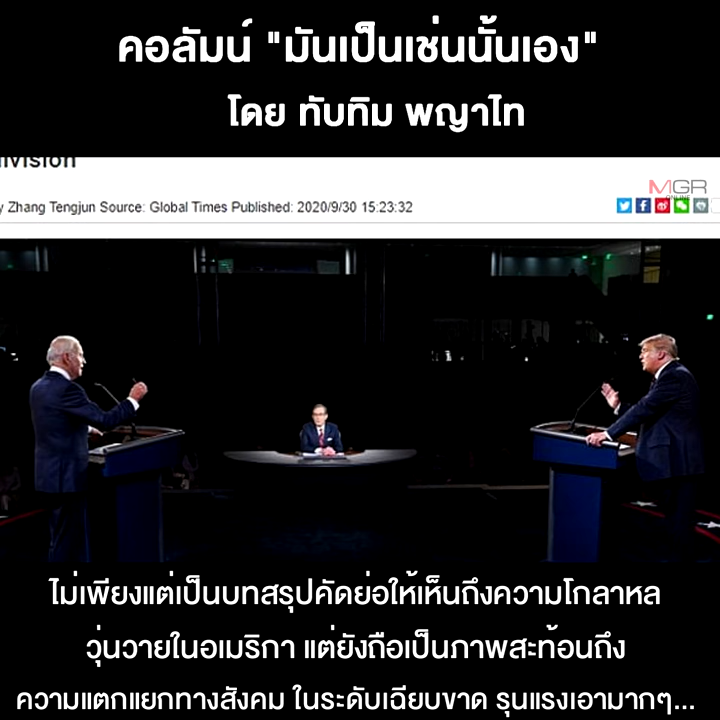 คอลัมน์ "มันเป็นเช่นนั้นเอง"
โดย ทับทิม พญาไท
ivision
y Zhang Tengjun Source: Global Times Published: 2020/9/30 15:23:32
MGR
ONLINE
ไม่เพียงแต่เป็นบทสรุปคัดย่อให้เห็นถึงความโกลาหล
วุ่นวายในอเมริกา แต่ยังถือเป็นภาพสะท้อนถึง
ความแตกแยกทางสังคม ในระดับเฉียบขาด รุนแรงเอามากๆ...